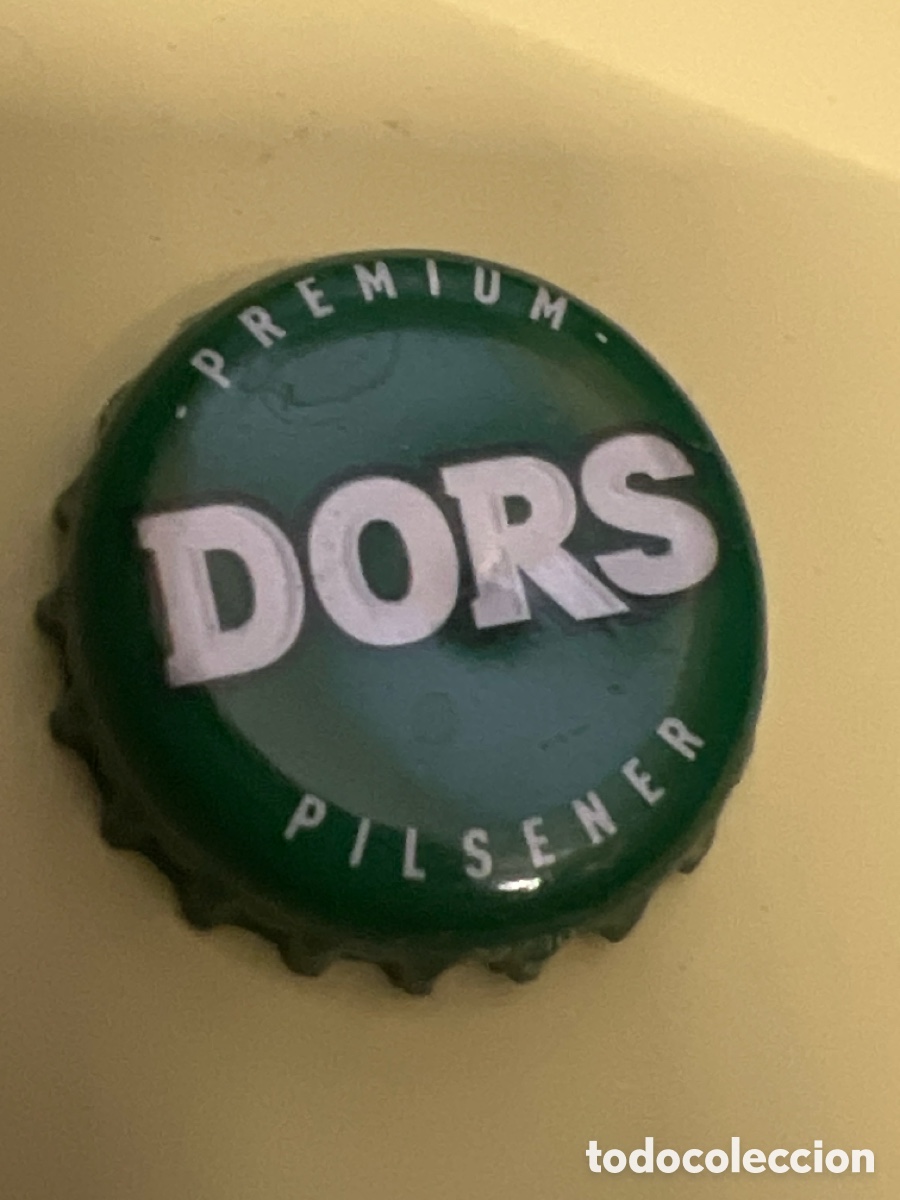 · PREMIUM ·
DORS
PILSENER
todocoleccion